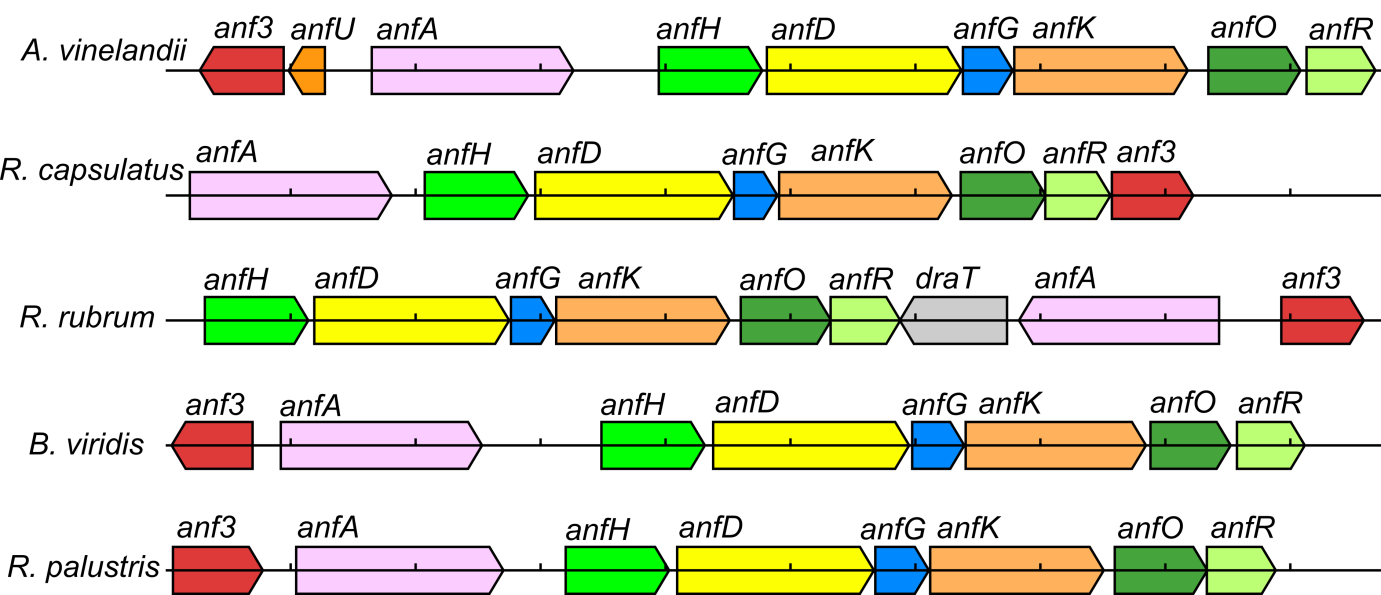 A. vinelandii anf3 anfU anfA anfH anfD anfG anfK anfO anfR
R. capsulatus anfA anfH anfD anfG anfK anfO anfR anf3
R. rubrum anfH anfD anfG anfK anfO anfR draT anfA anf3
B. viridis anf3 anfA anfH anfD anfG anfK anfO anfR
R. palustris anf3 anfA anfH anfD anfG anfK anfO anfR